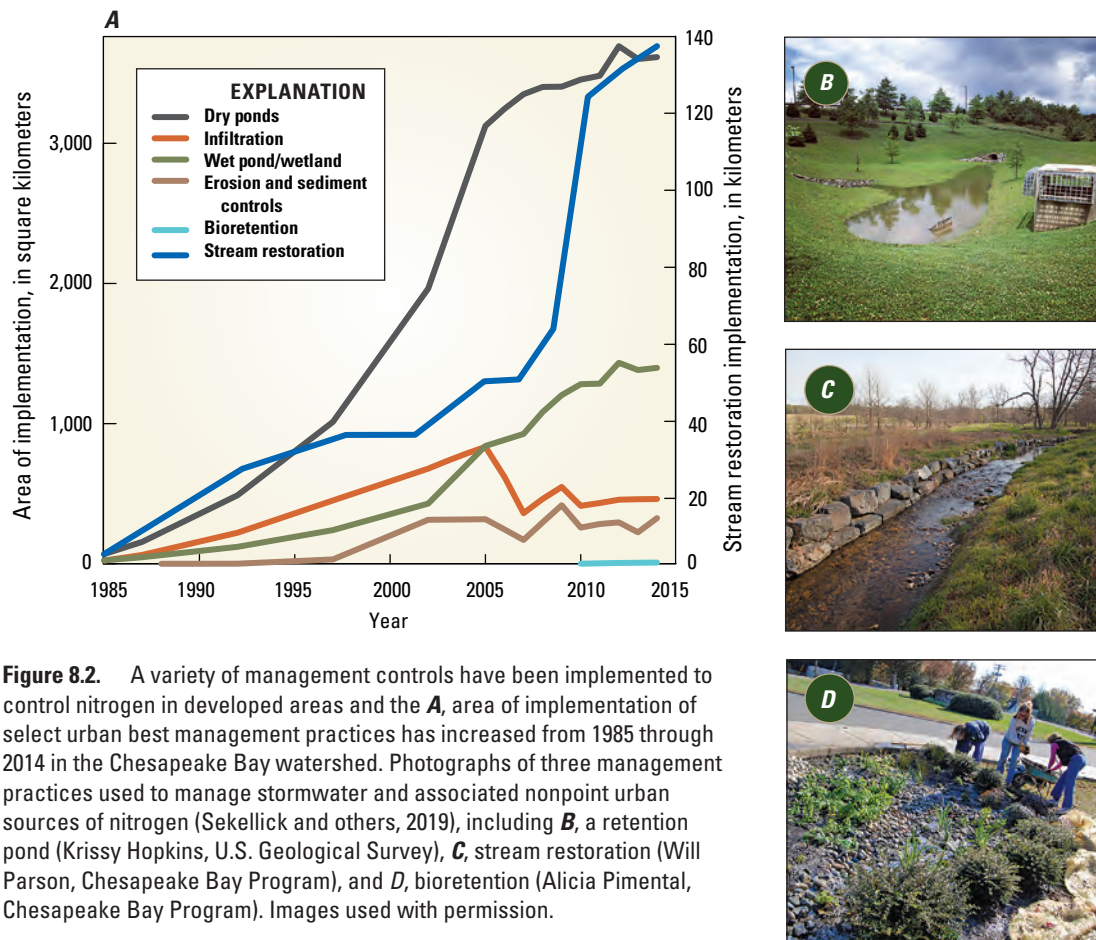 A
Area of implementation, in square kilometers
3,000
2,000
1,000
0
EXPLANATION
Dry ponds
Infiltration
Wet pond/wetland
Erosion and sediment
controls
Bioretention
Stream restoration
140
120
100
80
60
40
20
0
Stream restoration implementation, in kilometers
1985
1990
1995
2000
2005
2010
2015
Year
B
C
D
Figure 8.2. A variety of management controls have been implemented to
control nitrogen in developed areas and the A, area of implementation of
select urban best management practices has increased from 1985 through
2014 in the Chesapeake Bay watershed. Photographs of three management
practices used to manage stormwater and associated nonpoint urban
sources of nitrogen (Sekellick and others, 2019), including B, a retention
pond (Krissy Hopkins, U.S. Geological Survey), C, stream restoration (Will
Parson, Chesapeake Bay Program), and D, bioretention (Alicia Pimental,
Chesapeake Bay Program). Images used with permission.